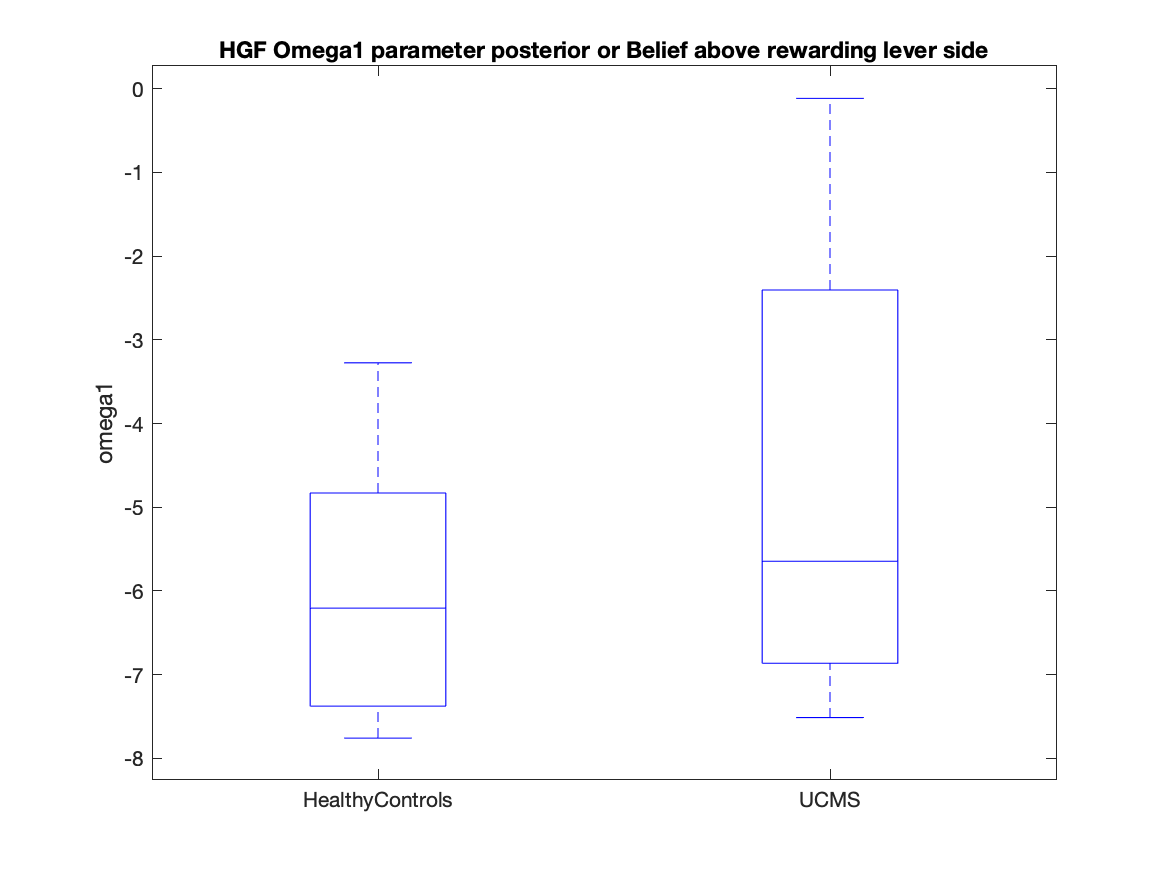 HGF Omega1 parameter posterior or Belief above rewarding lever side
0
-1
-2
-3
-4
-5
-6
-7
-8
omega1
HealthyControls
UCMS